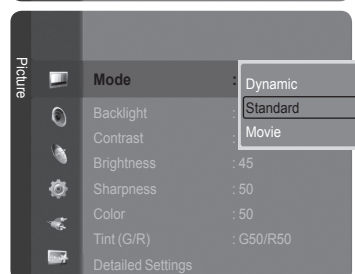 Picture
Mode : Dynamic
Backlight : Standard
Contrast : Movie
Brightness : 45
Sharpness : 50
Color : 50
Tint (G/R) : G50/R50
Detailed Settings